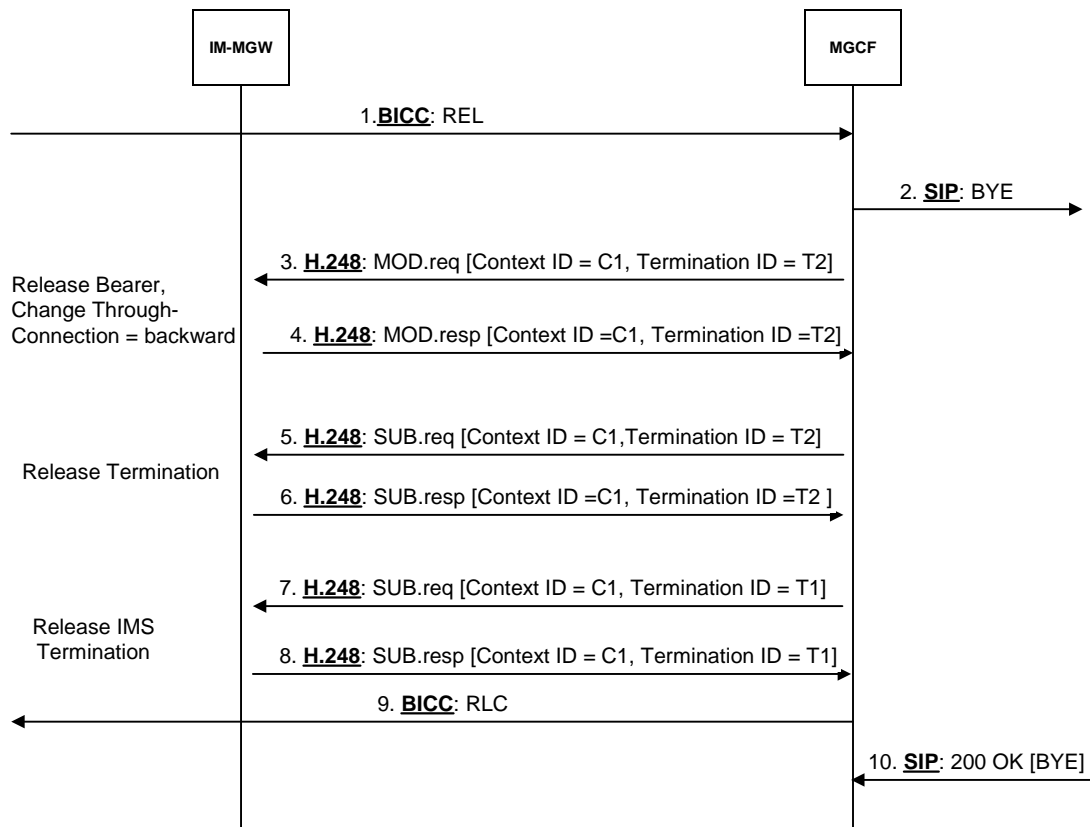 IM-MGW
MGCF
1.BICC: REL
2. SIP: BYE
3. H.248: MOD.req [Context ID = C1, Termination ID = T2]
Release Bearer,
Change Through-
Connection = backward
4. H.248: MOD.resp [Context ID =C1, Termination ID =T2]
5. H.248: SUB.req [Context ID = C1,Termination ID = T2]
Release Termination
6. H.248: SUB.resp [Context ID =C1, Termination ID =T2 ]
7. H.248: SUB.req [Context ID = C1, Termination ID = T1]
Release IMS
Termination
8. H.248: SUB.resp [Context ID = C1, Termination ID = T1]
9. BICC: RLC
10. SIP: 200 OK [BYE]